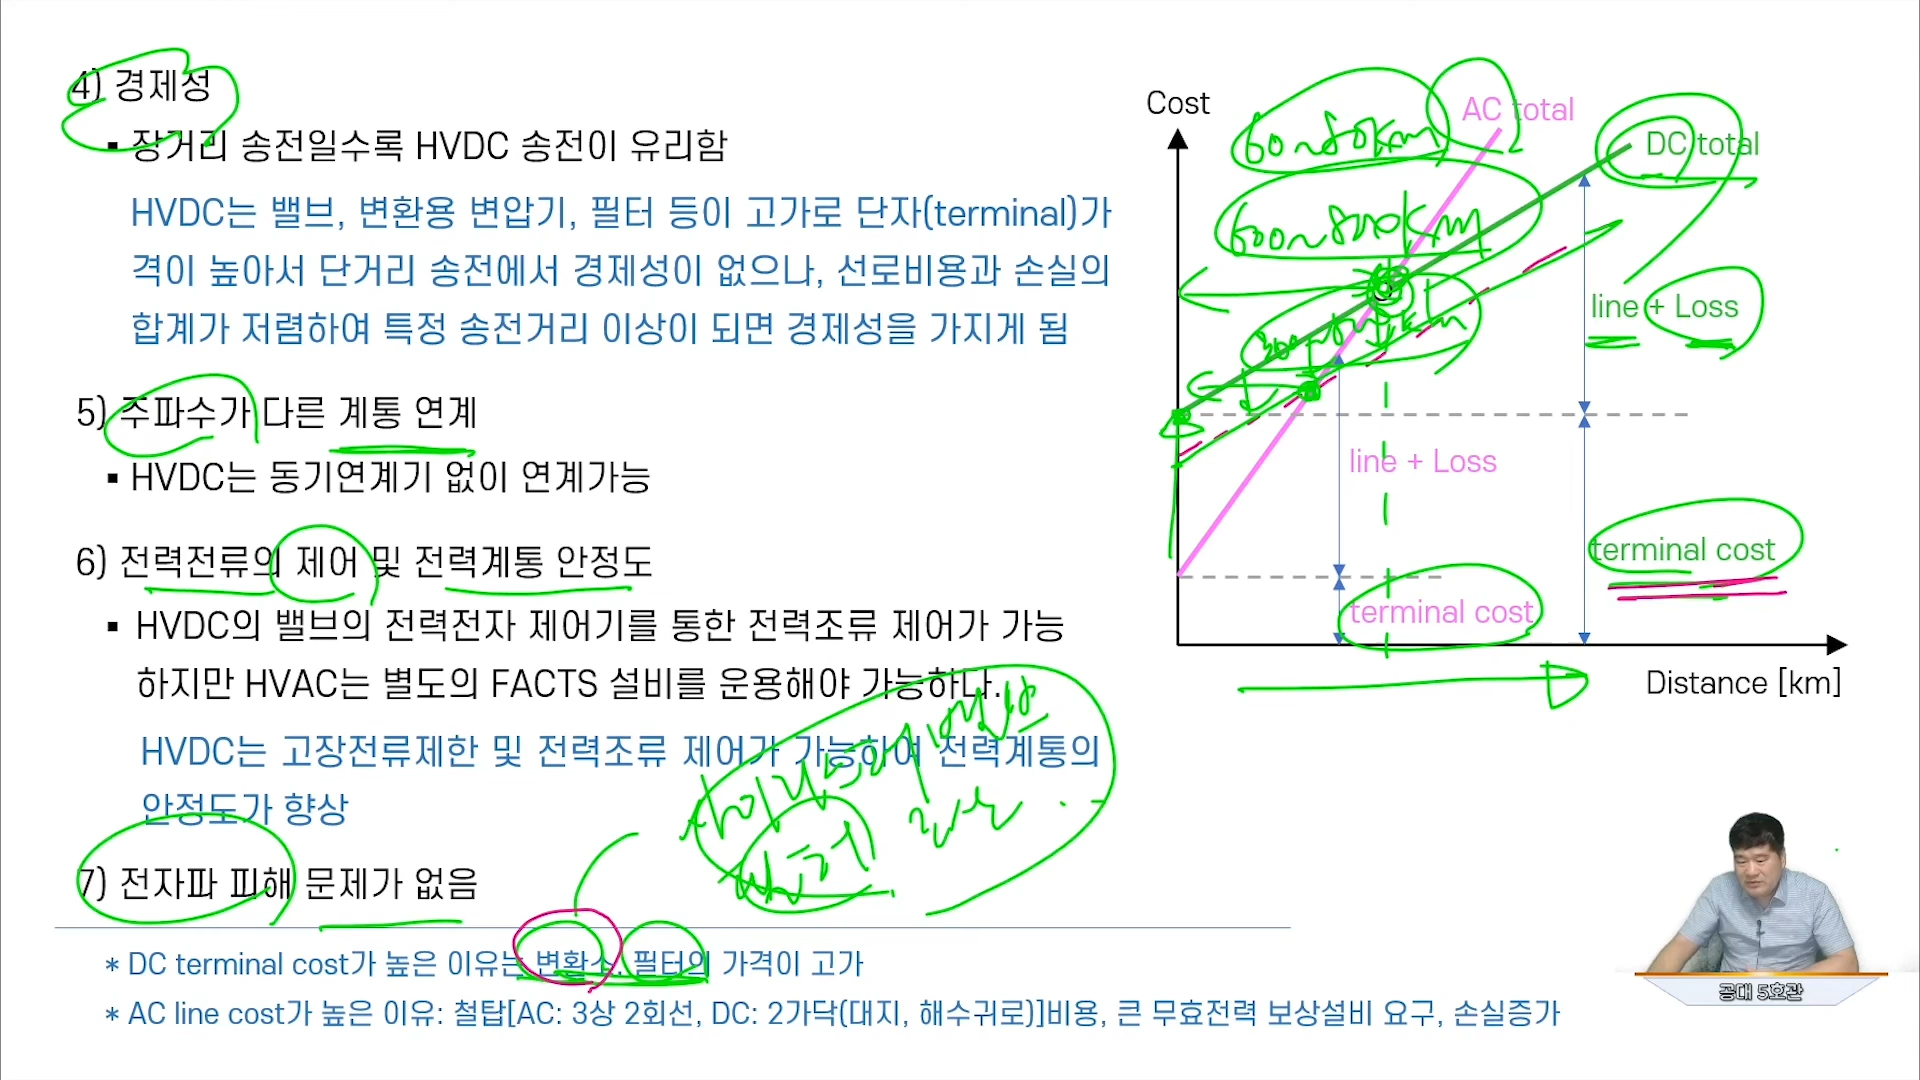 4) 경제성
▪ 장거리 송전일수록 HVDC 송전이 유리함
HVDC는 밸브, 변환용 변압기, 필터 등이 고가로 단자(terminal)가
격이 높아서 단거리 송전에서 경제성이 없으나, 선로비용과 손실의
합계가 저렴하여 특정 송전거리 이상이 되면 경제성을 가지게 됨
5) 주파수가 다른 계통 연계
▪ HVDC는 동기연계기 없이 연계가능
6) 전력전류의 제어 및 전력계통 안정도
▪ HVDC의 밸브의 전력전자 제어기를 통한 전력조류 제어가 가능
하지만 HVAC는 별도의 FACTS 설비를 운용해야 가능하다.
HVDC는 고장전류제한 및 전력조류 제어가 가능하여 전력계통의
안정도가 향상
7) 전자파 피해 문제가 없음
* DC terminal cost가 높은 이유는 변환소, 필터의 가격이 고가
* AC line cost가 높은 이유: 철탑[AC: 3상 2회선, DC: 2가닥(대지, 해수귀로)]비용, 큰 무효전력 보상설비 요구, 손실증가
Cost
AC total
60~80km
DC total
600~800km
line + Loss
line + Loss
terminal cost
terminal cost
Distance [km]
공대 5호관